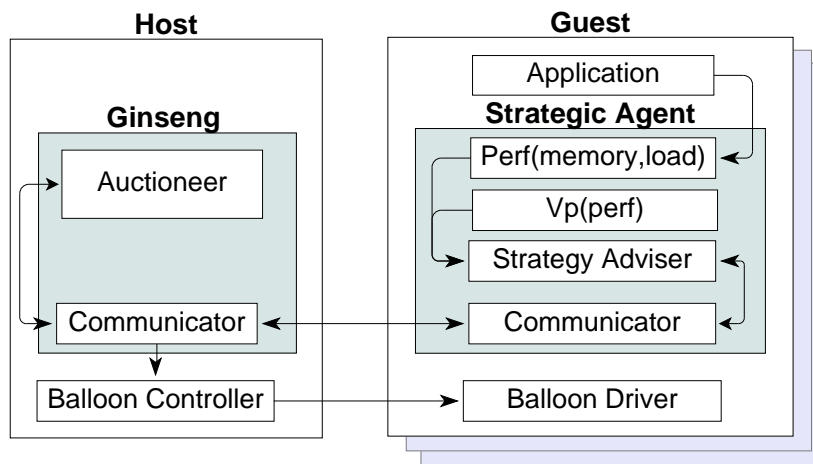 Host
Ginseng
Auctioneer
Communicator
Balloon Controller
Guest
Application
Strategic Agent
Perf(memory,load)
Vp(perf)
Strategy Adviser
Communicator
Balloon Driver